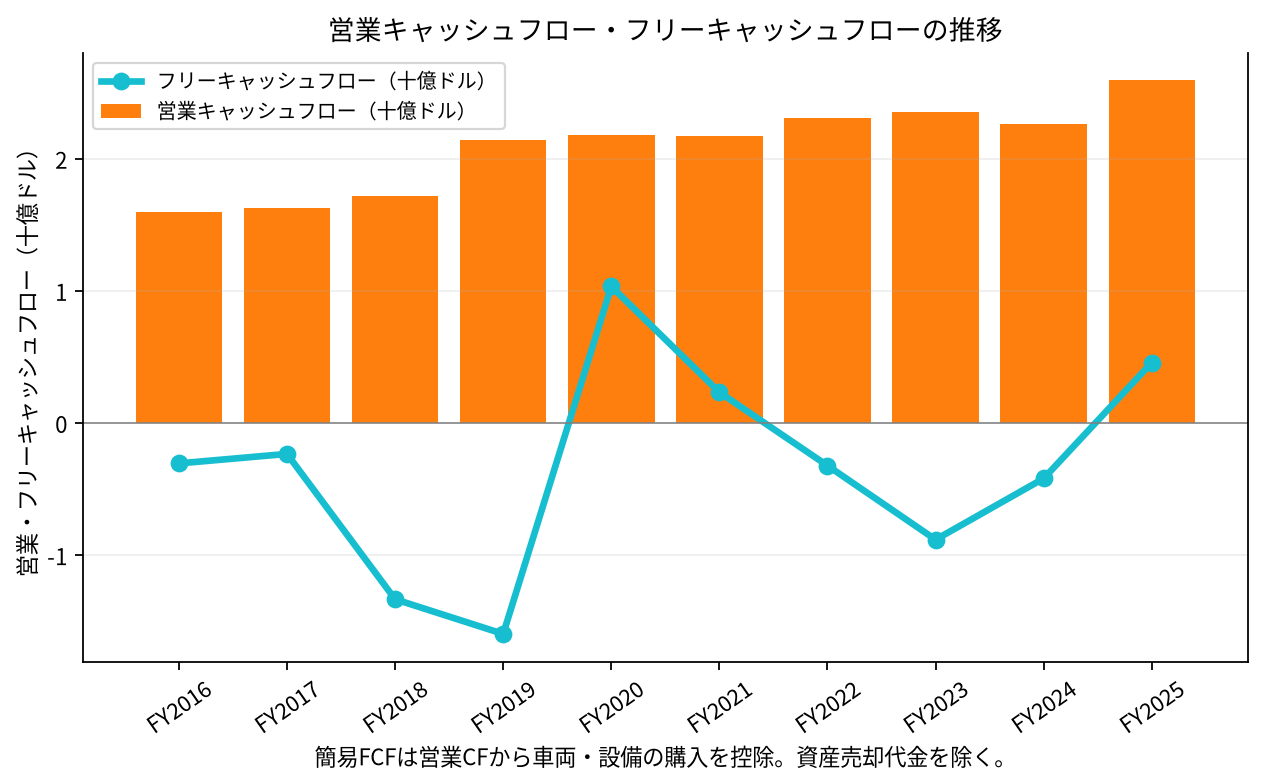 営業キャッシュフロー・フリーキャッシュフローの推移
フリーキャッシュフロー（十億ドル）
営業キャッシュフロー（十億ドル）
営業・フリーキャッシュフロー（十億ドル）
2
1
0
-1
FY2016
FY2017
FY2018
FY2019
FY2020
FY2021
FY2022
FY2023
FY2024
FY2025
簡易FCFは営業CFから車両・設備の購入を控除。資産売却代金を除く。